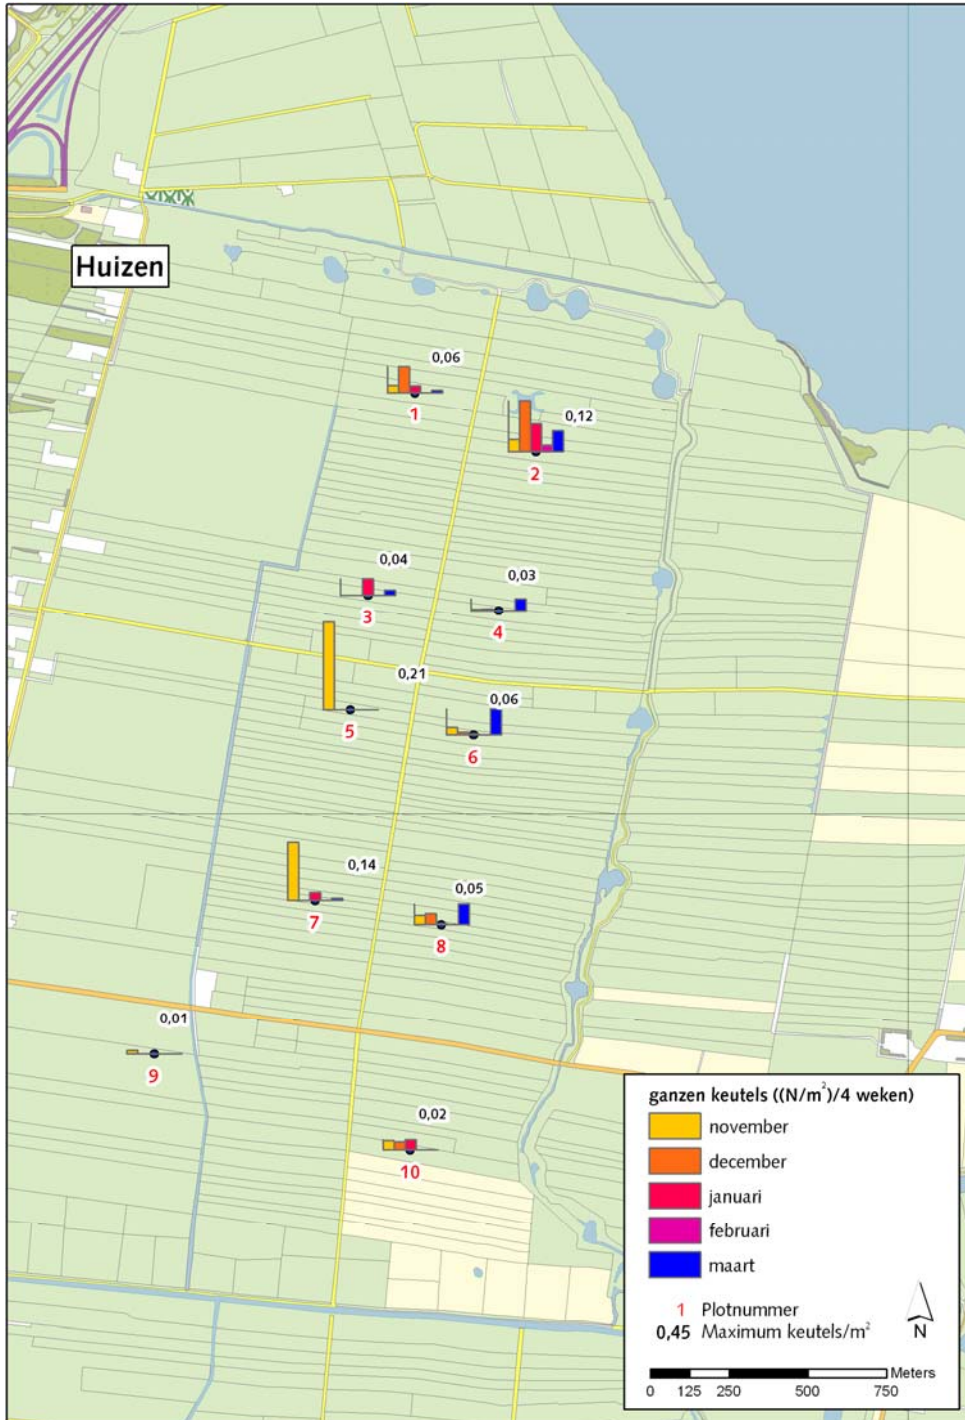 Huizen
0,06
1
0,12
2
0,04
3
0,03
4
0,21
5
0,06
6
0,14
7
0,05
8
0,01
9
0,02
10
ganzen keutels ((N/m²)/4 weken)
november
december
januari
februari
maart
1 Plotnummer
0,45 Maximum keutels/m²
N
Meters
0 125 250 500 750